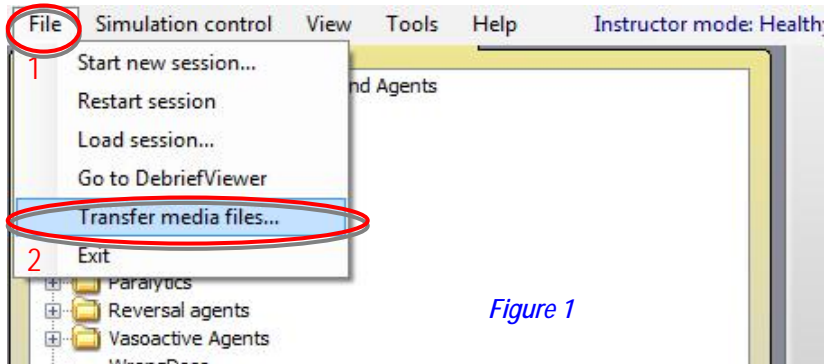 File Simulation control View Tools Help Instructor mode: Healthy
1
Start new session...
nd Agents
Restart session
Load session...
Go to DebriefViewer
Transfer media files...
2 Exit
Paralytics
Reversal agents
Figure 1
Vasoactive Agents